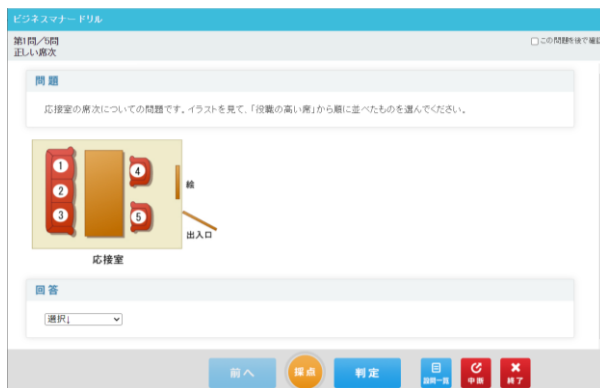 ビジネスマナードリル
第1問／5問
正しい席次
この問題を後で確認
問題
応接室の席次についての問題です。イラストを見て、「役職の高い席」から順に並べたものを選んでください。
1
4
2
絵
3
5
出入口
応接室
回答
選択↓
前へ
採点
判定
設問一覧
中断
終了